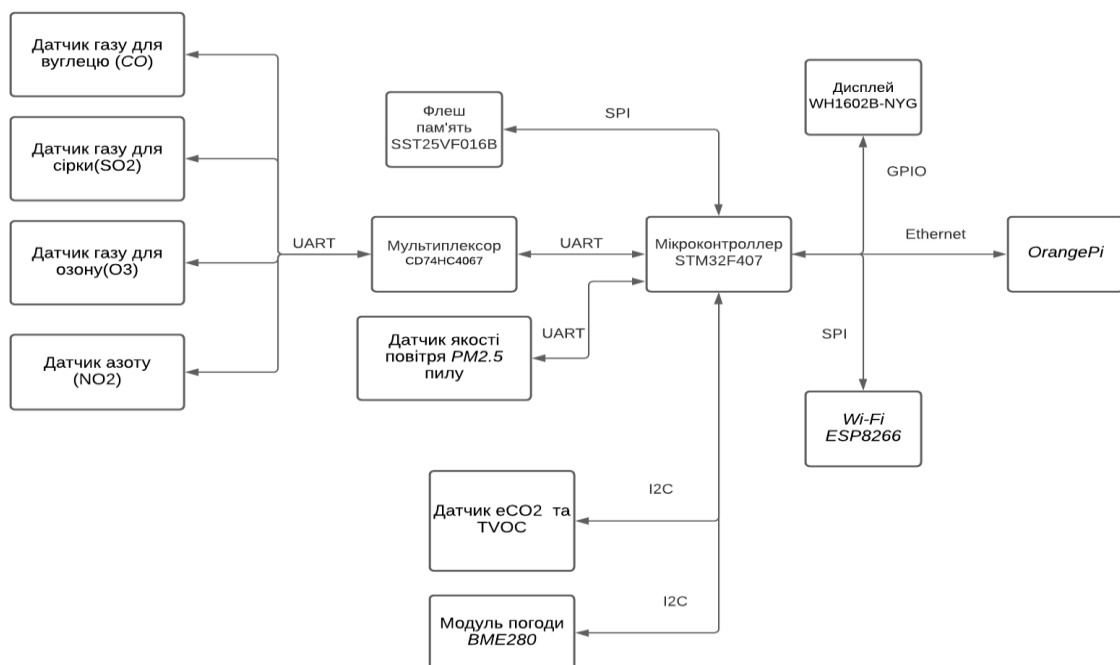 Датчик газу для
вуглецю (CO)
Датчик газу для
сірки(SO2)
Датчик газу для
озону(O3)
Датчик азоту
(NO2)
UART
Флеш
пам'ять
SST25VF016B
SPI
Мультиплексор
CD74HC4067
UART
Мікроконтроллер
STM32F407
Датчик якості
повітря PM2.5
пилу
UART
Датчик eCO2 та
TVOC
I2C
Модуль погоди
BME280
I2C
Дисплей
WH1602B-NYG
GPIO
Ethernet
OrangePi
SPI
Wi-Fi
ESP8266